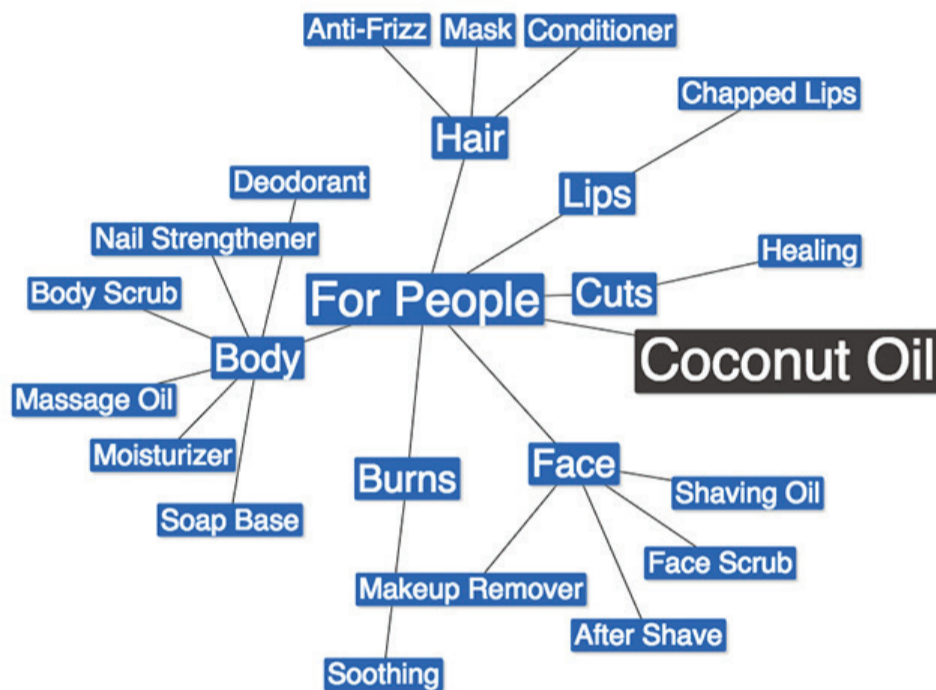 Anti-Frizz
Mask
Conditioner
Chapped Lips
Hair
Lips
Deodorant
Nail Strengthener
Healing
Body Scrub
For People
Cuts
Coconut Oil
Body
Massage Oil
Moisturizer
Burns
Face
Shaving Oil
Soap Base
Face Scrub
Makeup Remover
After Shave
Soothing